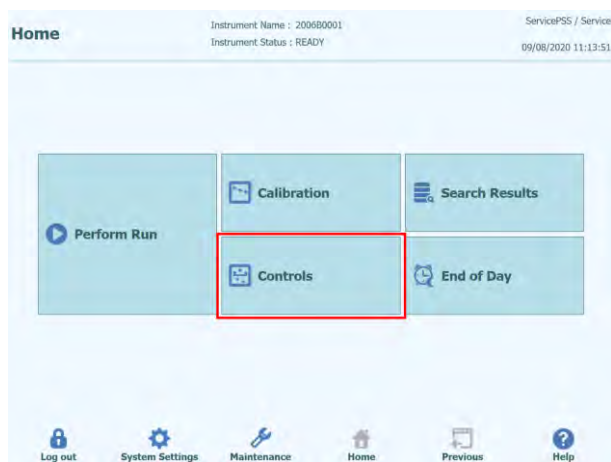 Home
Instrument Name : 2006B0001
Instrument Status : READY
ServicePSS / Service
09/08/2020 11:13:51
Perform Run
Calibration
Search Results
Controls
End of Day
Log out
System Settings
Maintenance
Home
Previous
Help